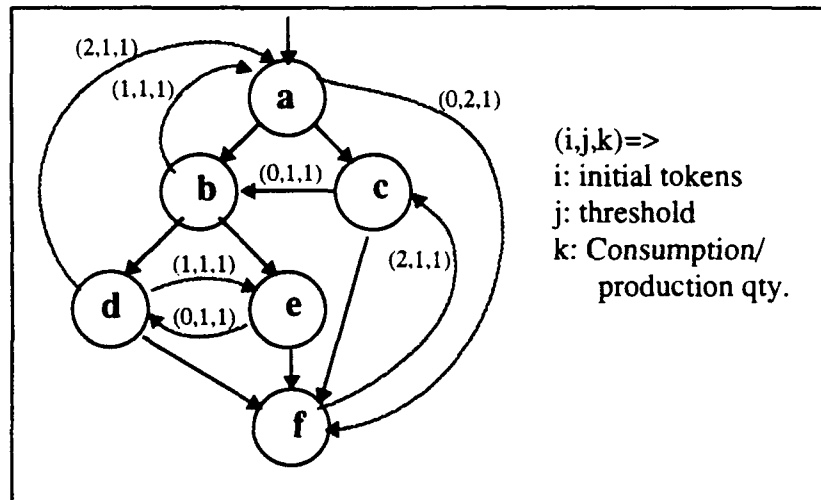 (2,1,1)
(1,1,1)
a
(0,2,1)
b
(0,1,1)
c
(2,1,1)
d
(1,1,1)
(0,1,1)
e
f
(i,j,k)=>
i: initial tokens
j: threshold
k: Consumption/
production qty.